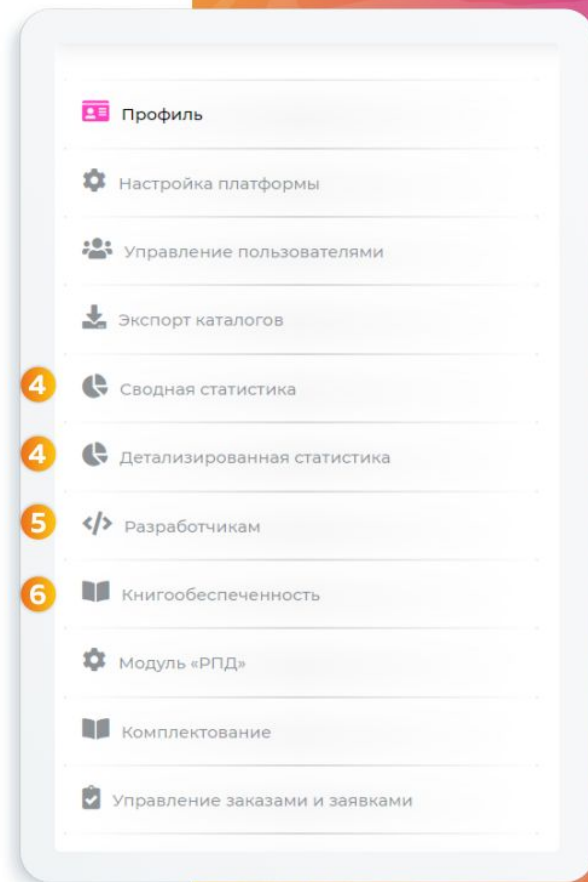 Профиль
Настройка платформы
Управление пользователями
Экспорт каталогов
4 Сводная статистика
4 Детализированная статистика
5 </> Разработчикам
6 Книгообеспеченность
Модуль «РПД»
Комплектование
Управление заказами и заявками